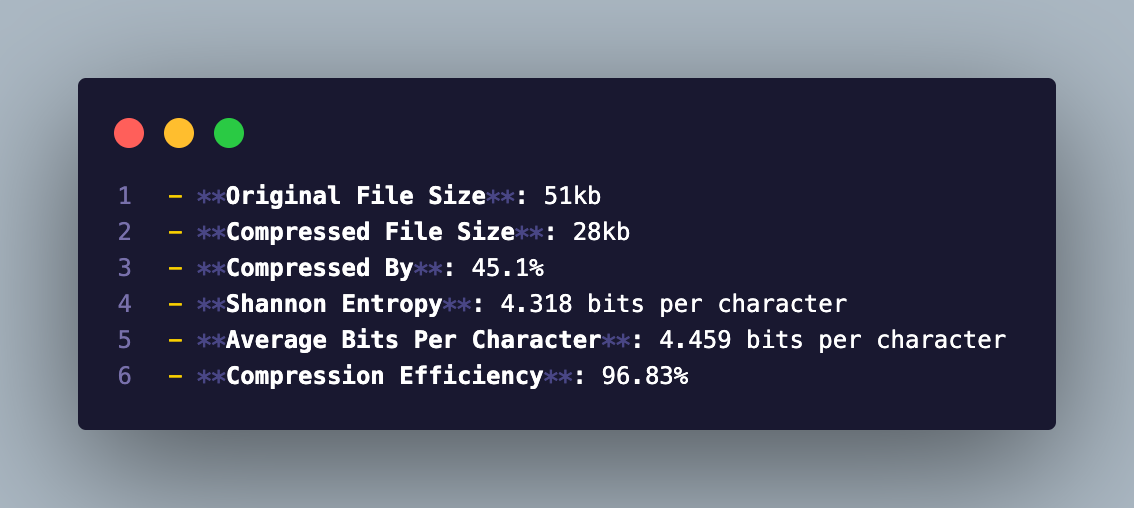 1 - **Original File Size**: 51kb
2 - **Compressed File Size**: 28kb
3 - **Compressed By**: 45.1%
4 - **Shannon Entropy**: 4.318 bits per character
5 - **Average Bits Per Character**: 4.459 bits per character
6 - **Compression Efficiency**: 96.83%